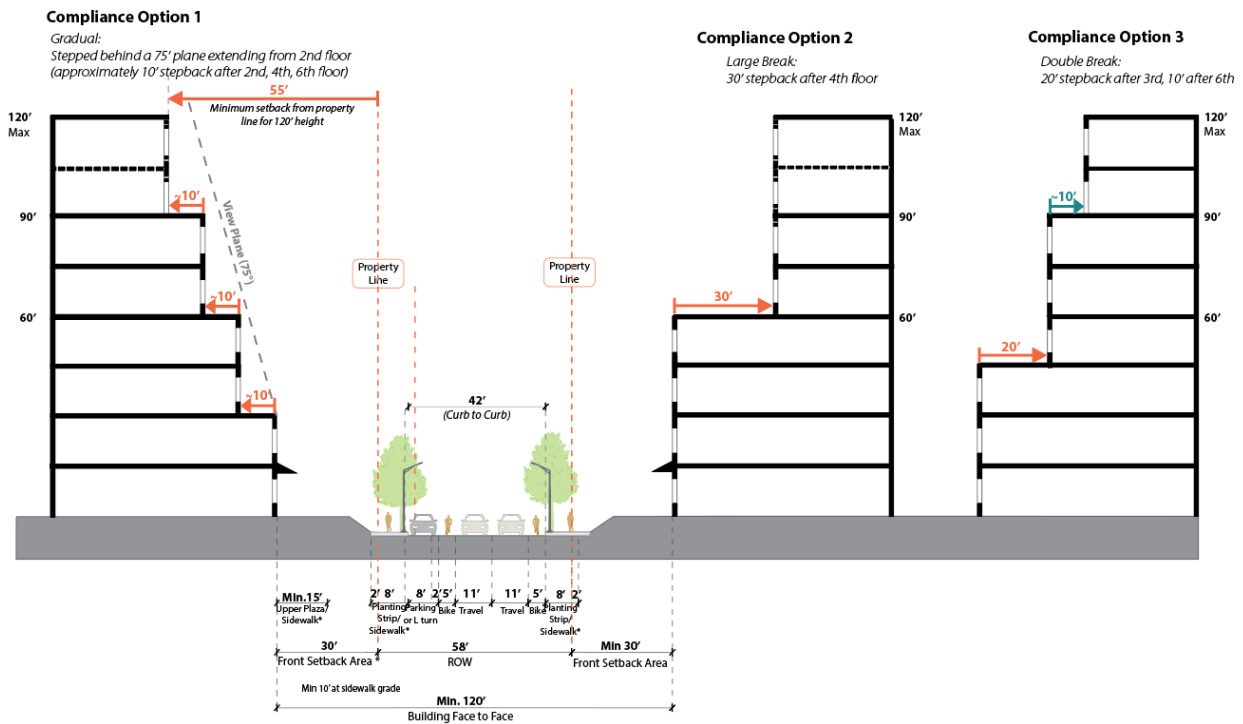 Compliance Option 1
Gradual:
Stepped behind a 75' plane extending from 2nd floor
(approximately 10' stepback after 2nd, 4th, 6th floor)
Compliance Option 2
Large Break:
30' stepback after 4th floor
Compliance Option 3
Double Break:
20' stepback after 3rd, 10' after 6th
55'
Minimum setback from property
line for 120' height
120'
Max
90'
60'
~10'
~10'
~10'
View Plane (75°)
Property
Line
Property
Line
42'
(Curb to Curb)
30'
120'
Max
90'
60'
20'
~10'
120'
Max
90'
60'
Min.15'
Upper Plaza/
Sidewalk*
2'
8'
Planting
Strip/
Sidewalk*
8'
Parking
or L turn
2'
5'
Bike
11'
Travel
11'
Travel
5'
Bike
8'
Planting
Strip/
Sidewalk*
2'
30'
Front Setback Area *
58'
ROW
Min 30'
Front Setback Area
Min 10' at sidewalk grade
Min. 120'
Building Face to Face